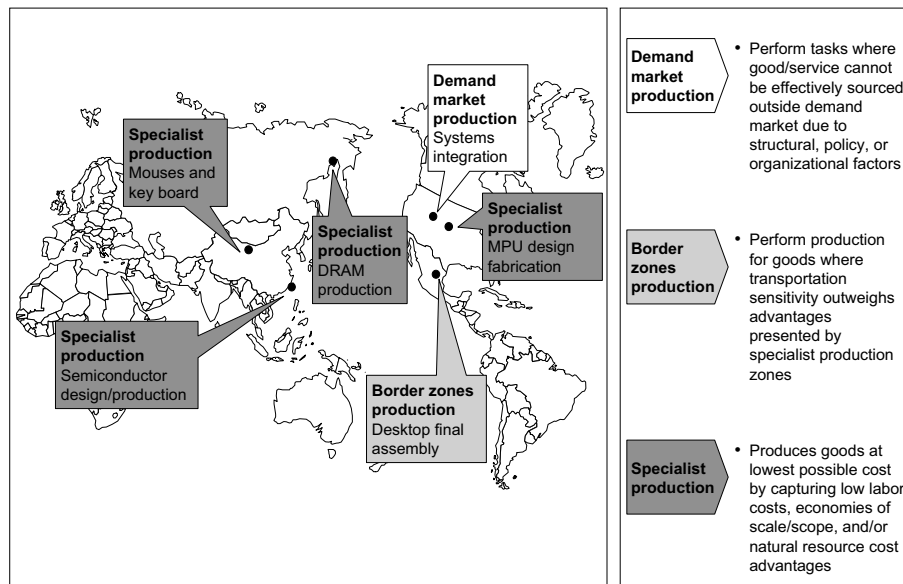 Demand
market
production
Systems
integration
Specialist
production
Mouses and
key board
Specialist
production
DRAM
production
Specialist
production
MPU design
fabrication
Specialist
production
Semiconductor
design/production
Border zones
production
Desktop final
assembly
Demand
market
production
• Perform tasks where
good/service cannot
be effectively sourced
outside demand
market due to
structural, policy, or
organizational factors
Border
zones
production
• Perform production
for goods where
transportation
sensitivity outweighs
advantages
presented by
specialist production
zones
Specialist
production
• Produces goods at
lowest possible cost
by capturing low labor
costs, economies of
scale/scope, and/or
natural resource cost
advantages